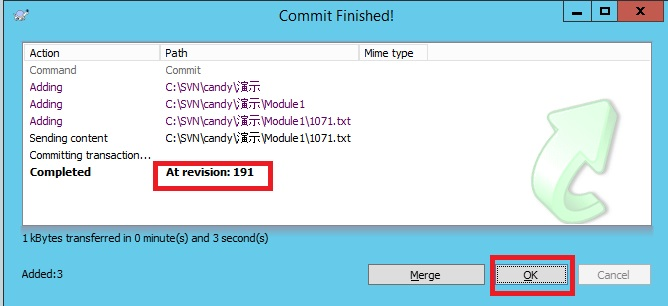 Commit Finished!
Action Path Mime type
Command Commit
Adding C:\SVN\candy\演示
Adding C:\SVN\candy\演示\Module1
Adding C:\SVN\candy\演示\Module1\1071.txt
Sending content C:\SVN\candy\演示\Module1\1071.txt
Committing transaction...
Completed At revision: 191
1 kBytes transferred in 0 minute(s) and 3 second(s)
Added:3 Merge OK Cancel